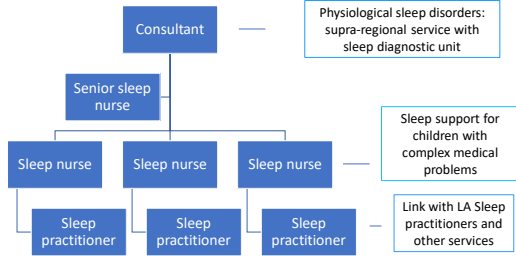 Consultant
Physiological sleep disorders:
supra-regional service with
sleep diagnostic unit
Senior sleep
nurse
Sleep nurse
Sleep nurse
Sleep nurse
Sleep support for
children with
complex medical
problems
Sleep
practitioner
Sleep
practitioner
Sleep
practitioner
Link with LA Sleep
practitioners and
other services